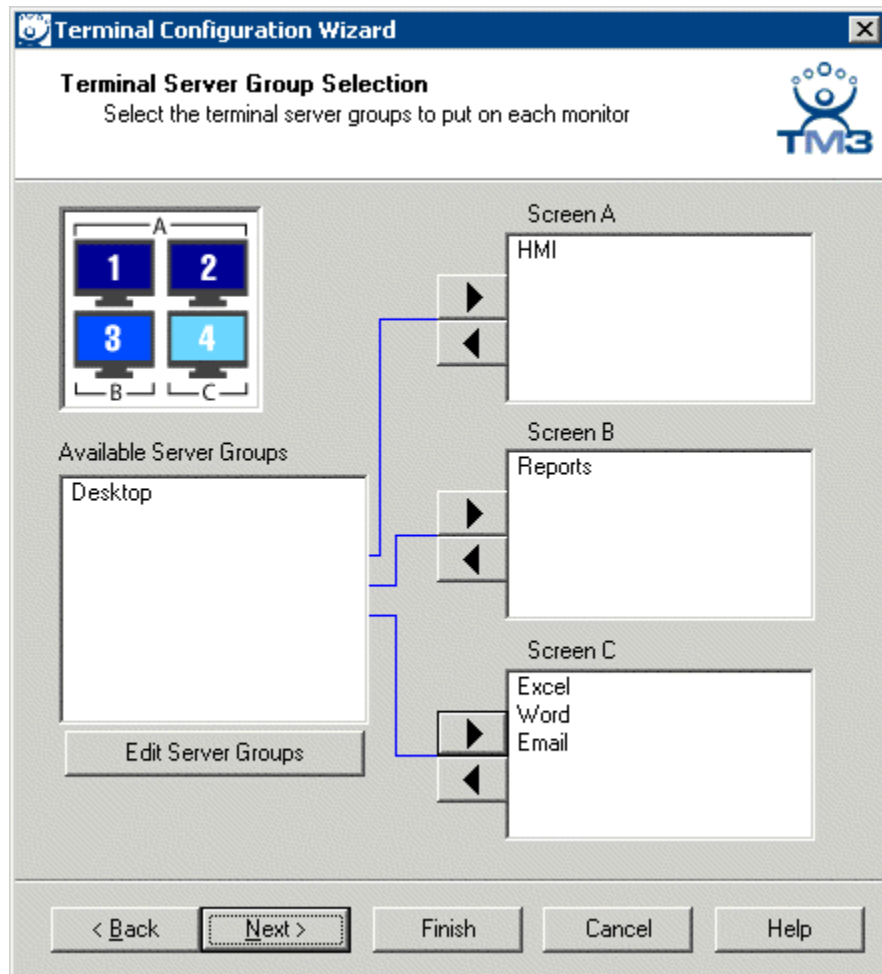 Terminal Configuration Wizard
Terminal Server Group Selection
Select the terminal server groups to put on each monitor
TM3
A
1 2
3 4
B C
Available Server Groups
Desktop
Edit Server Groups
Screen A
HMI
Screen B
Reports
Screen C
Excel
Word
Email
< Back Next > Finish Cancel Help